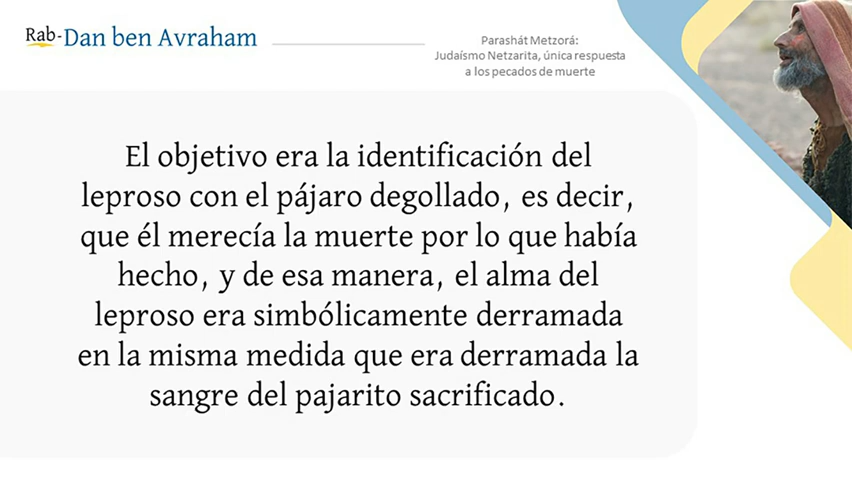 Rab-Dan ben Avraham
Parashát Metzorá:
Judaísmo Netzarita, única respuesta
a los pecados de muerte
El objetivo era la identificación del
leproso con el pájaro degollado, es decir,
que él merecía la muerte por lo que había
hecho, y de esa manera, el alma del
leproso era simbólicamente derramada
en la misma medida que era derramada la
sangre del pajarito sacrificado.